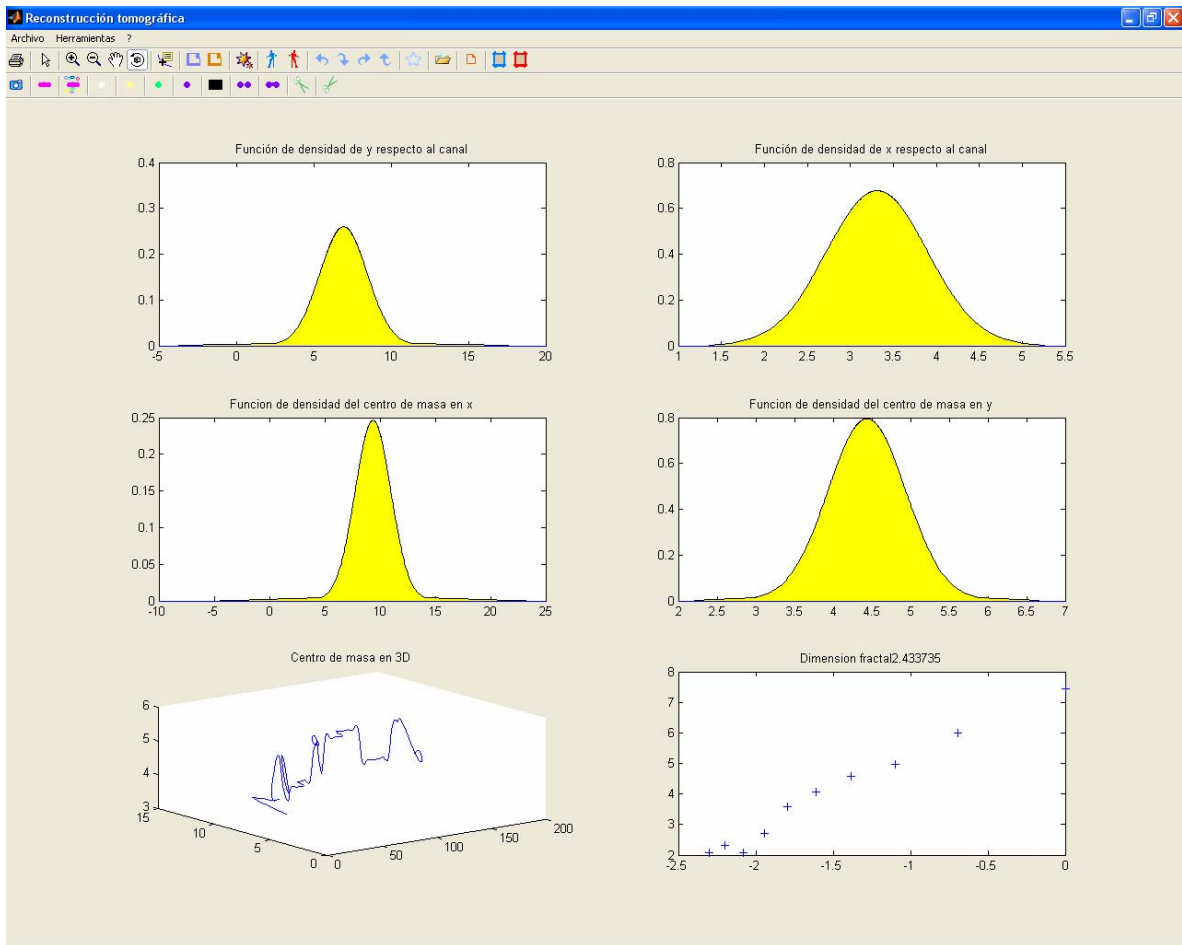 Reconstrucción tomográfica
Archivo Herramientas ?
Función de densidad de y respecto al canal
0.4
0.3
0.2
0.1
0
-5 0 5 10 15 20
Función de densidad de x respecto al canal
0.8
0.6
0.4
0.2
0
1 1.5 2 2.5 3 3.5 4 4.5 5 5.5
Funcion de densidad del centro de masa en x
0.25
0.2
0.15
0.1
0.05
0
-10 -5 0 5 10 15 20 25
Funcion de densidad del centro de masa en y
0.8
0.6
0.4
0.2
0
2 2.5 3 3.5 4 4.5 5 5.5 6 6.5 7
Centro de masa en 3D
6
5
4
3
15
10
5
0
0 50 100 150 200
Dimension fractal2.433735
8
7
6
5
4
3
2
-2.5 -2 -1.5 -1 -0.5 0